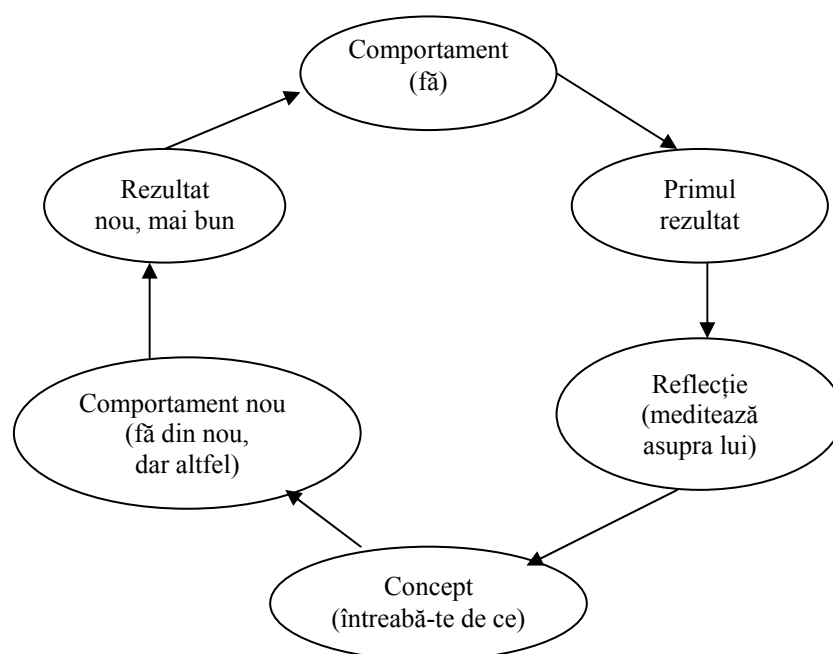 Comportament
(fă)
Primul
rezultat
Reflecție
(meditează
asupra lui)
Concept
(întreabă-te de ce)
Comportament nou
(fă din nou,
dar altfel)
Rezultat
nou, mai bun